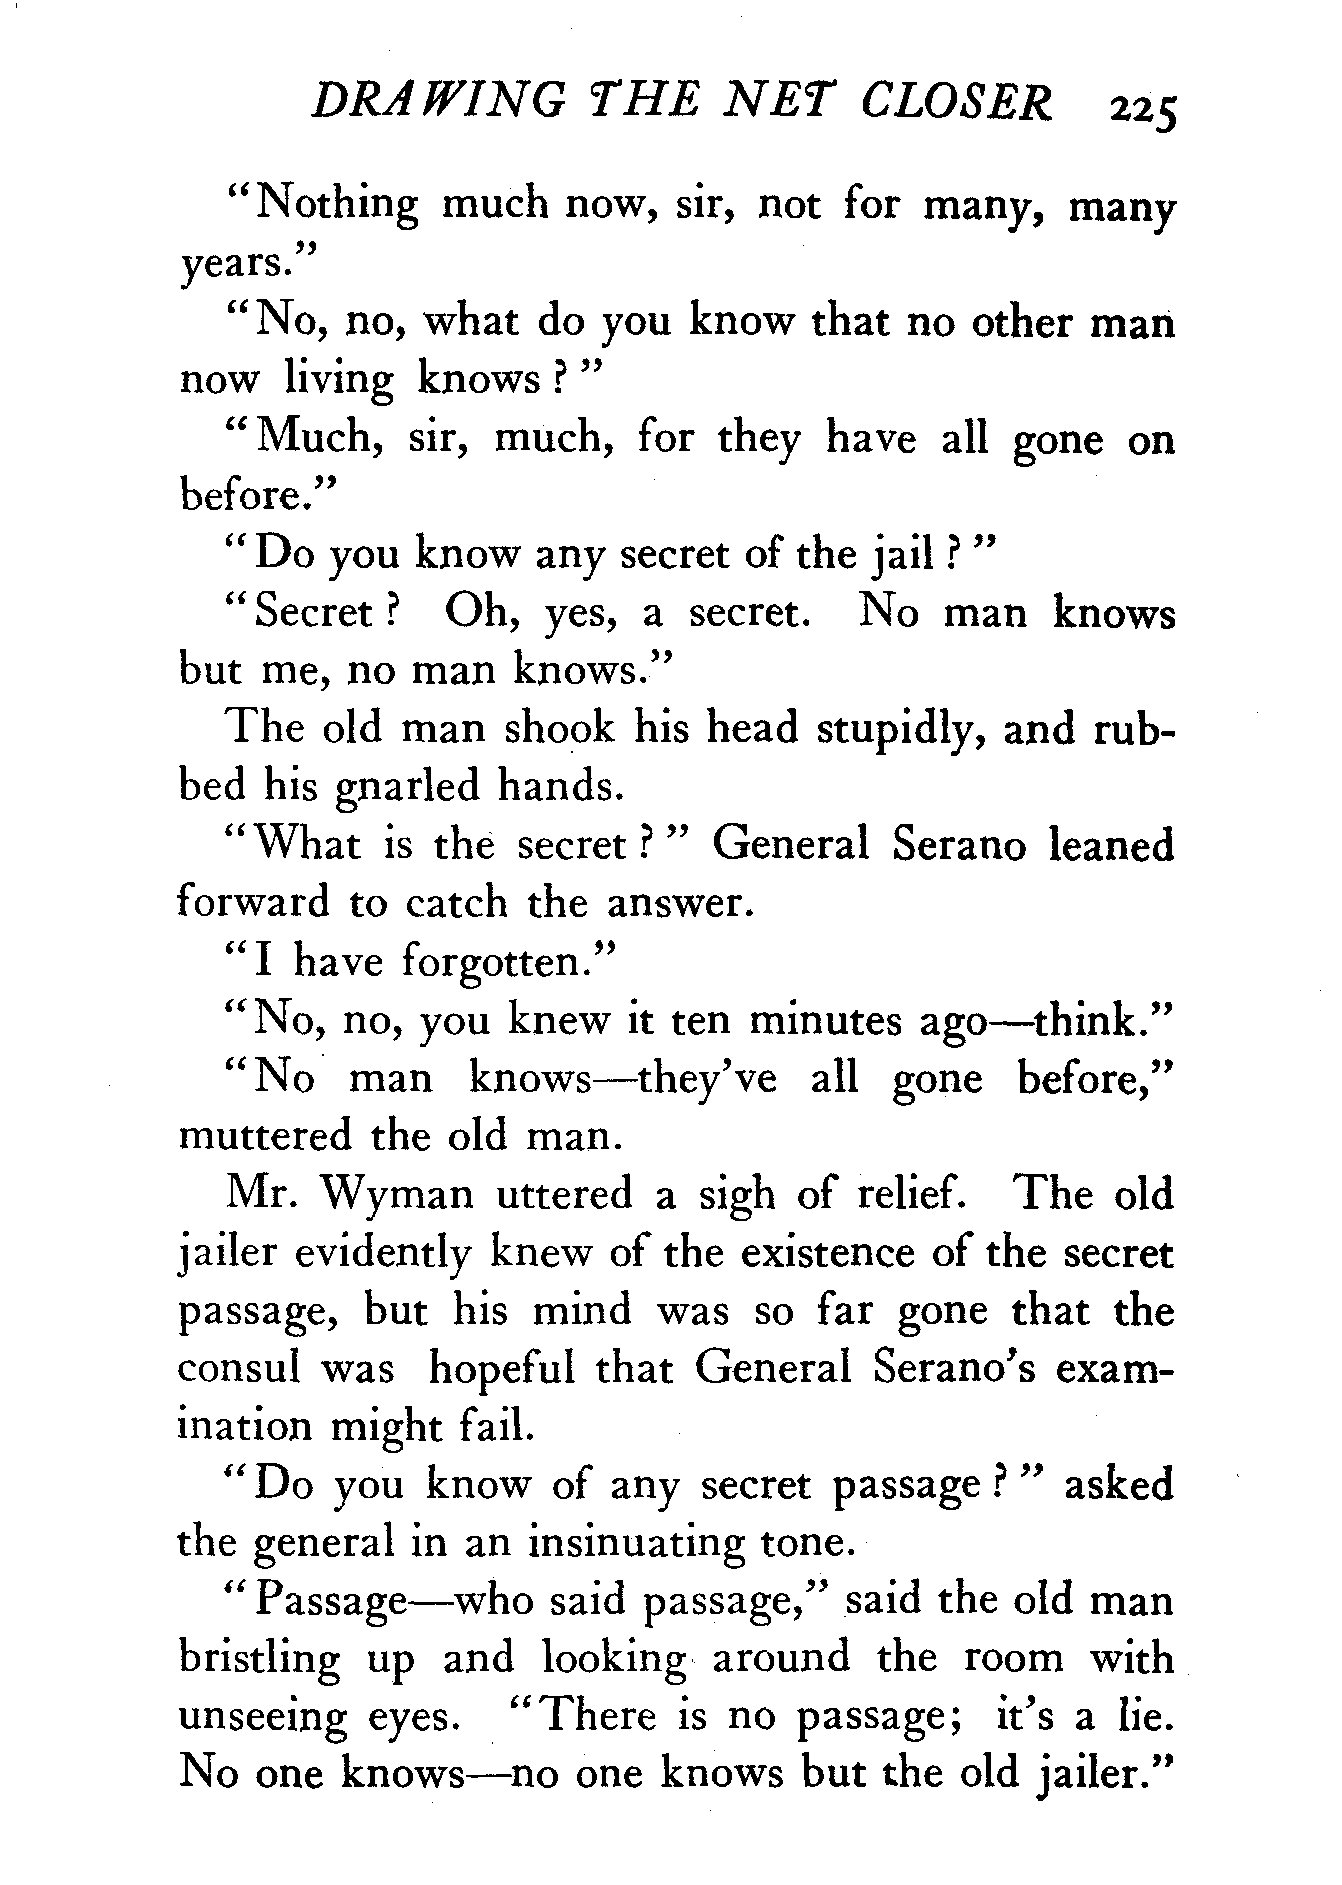 DRAWING THE NET CLOSER 225
"Nothing much now, sir, not for many, many
years."
"No, no, what do you know that no other man
now living knows ? "
"Much, sir, much, for they have all gone on
before."
"Do you know any secret of the jail ? "
"Secret ? Oh, yes, a secret. No man knows
but me, no man knows."
The old man shook his head stupidly, and rub-
bed his gnarled hands.
"What is the secret ? " General Serano leaned
forward to catch the answer.
"I have forgotten."
"No, no, you knew it ten minutes ago—think."
"No man knows—they've all gone before,"
muttered the old man.
Mr. Wyman uttered a sigh of relief. The old
jailer evidently knew of the existence of the secret
passage, but his mind was so far gone that the
consul was hopeful that General Serano's exam-
ination might fail.
"Do you know of any secret passage ? " asked
the general in an insinuating tone.
"Passage—who said passage," said the old man
bristling up and looking around the room with
unseeing eyes. "There is no passage; it's a lie.
No one knows—no one knows but the old jailer."